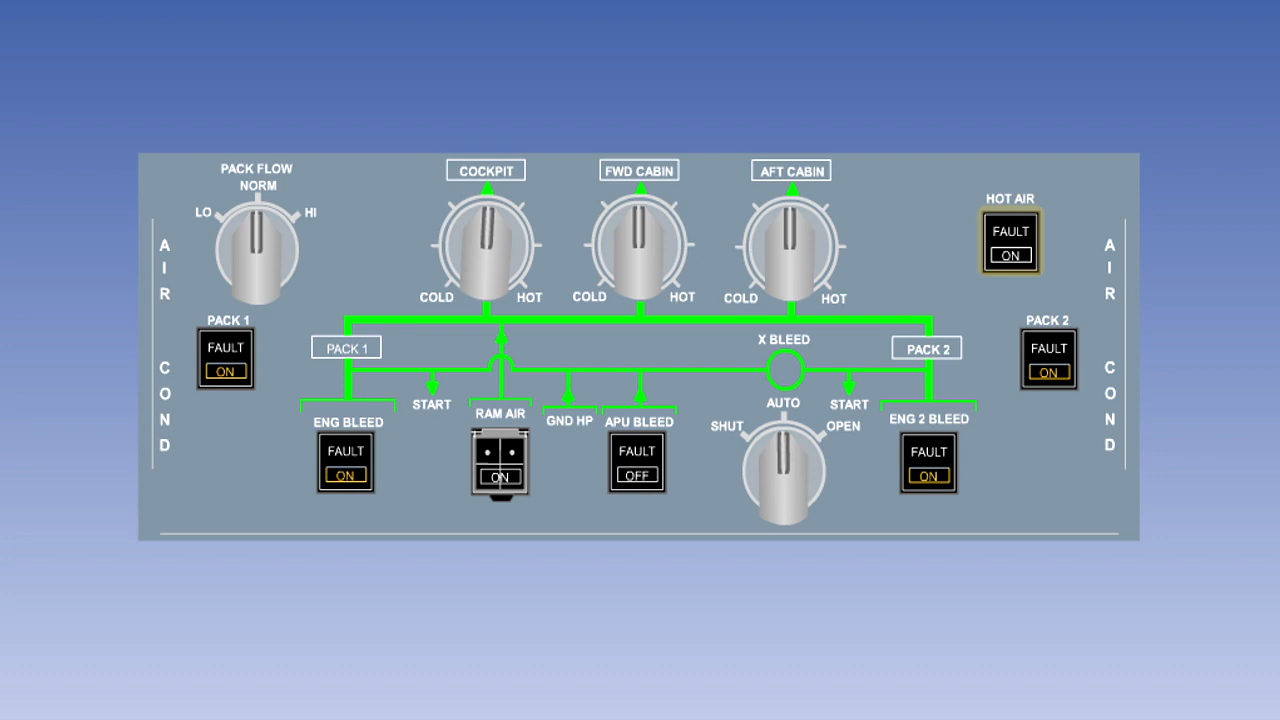 PACK FLOW
NORM
LO
HI
COCKPIT
FWD CABIN
AFT CABIN
HOT AIR
FAULT
ON
COLD
HOT
COLD
HOT
COLD
HOT
A
I
R
C
O
N
D
A
I
R
C
O
N
D
PACK 1
FAULT
ON
PACK 1
X BLEED
PACK 2
PACK 2
FAULT
ON
START
RAM AIR
GND HP
APU BLEED
AUTO
START
ENG BLEED
ENG 2 BLEED
SHUT
OPEN
FAULT
ON
ON
FAULT
OFF
FAULT
ON